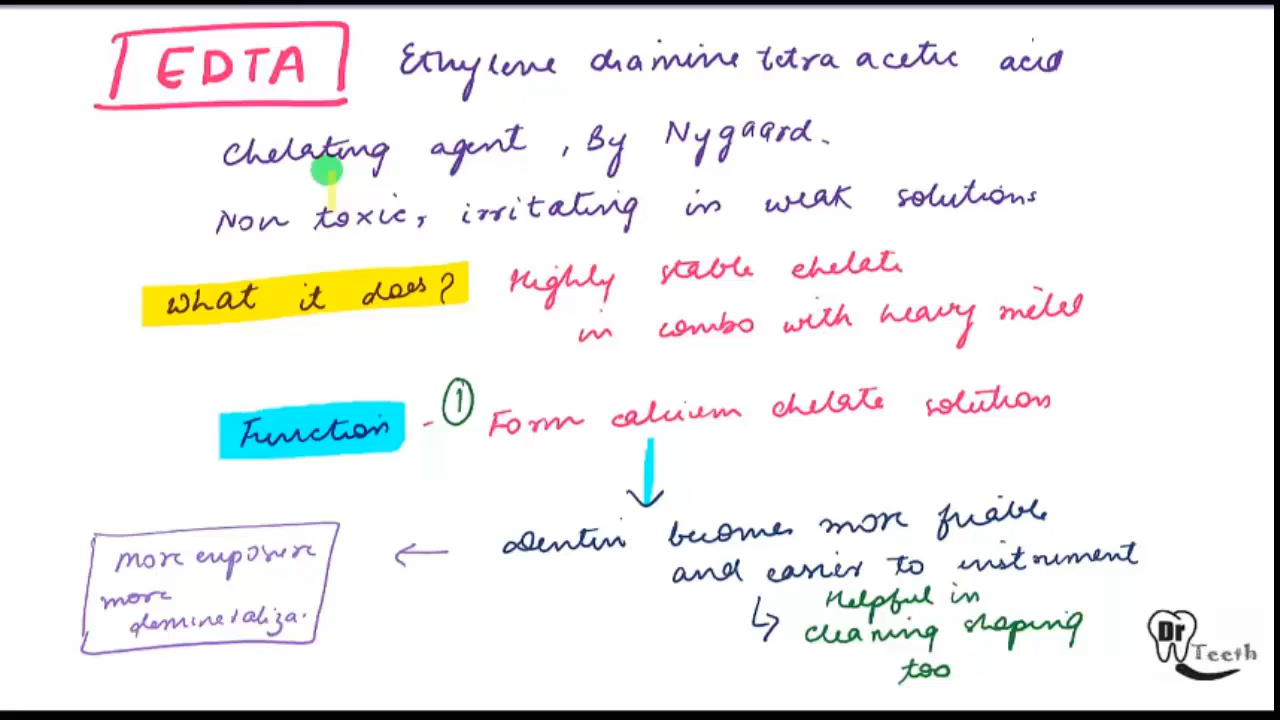 EDTA Ethylene diamine tetra acetic acid
Chelating agent, By Nygaard.
Non toxic, irritating in weak solutions
What it does? Highly stable chelate
in combo with heavy metal
Function - 1 Form calcium chelate solution
Dentin becomes more friable
and easier to instrument
more exposure
more
demineraliza.
Helpful in
cleaning shaping
too
Dr
Teeth